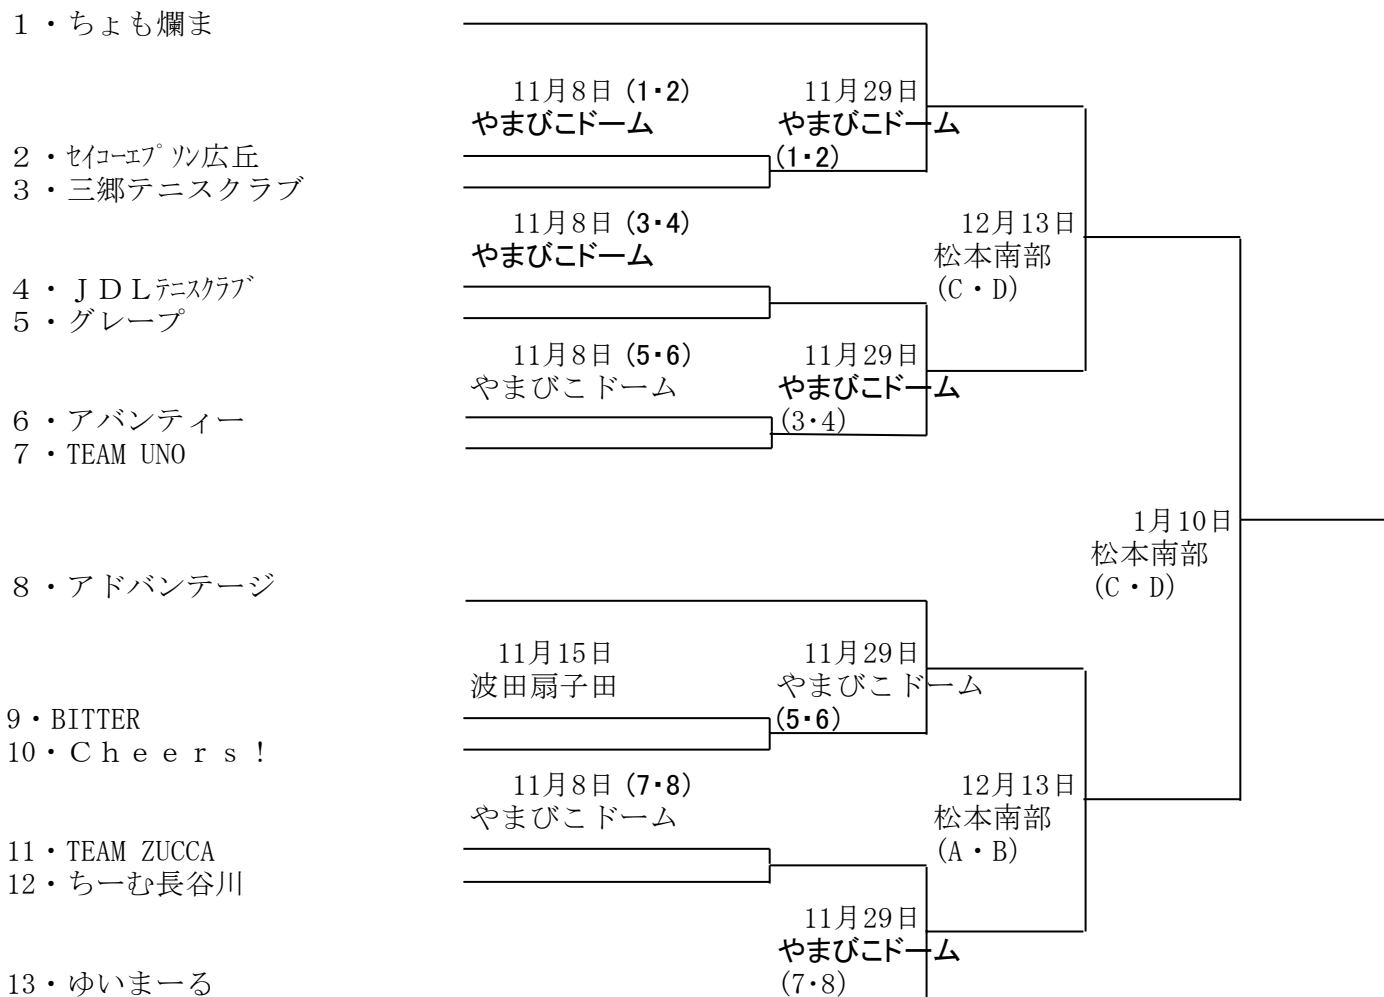 １・ちょも爛ま
11月8日 (1・2)
やまびこドーム
11月29日
やまびこドーム
(1・2)
２・ｾｲｺｰｴﾌﾟｿﾝ広丘
３・三郷テニスクラブ
11月8日 (3・4)
やまびこドーム
12月13日
松本南部
(C・D)
４・ＪＤＬﾃﾆｽｸﾗﾌﾞ
５・グレープ
11月8日 (5・6)
やまびこドーム
11月29日
やまびこドーム
(3・4)
６・アバンティー
７・TEAM UNO
1月10日
松本南部
(C・D)
８・アドバンテージ
11月15日
波田扇子田
11月29日
やまびこドーム
(5・6)
9・BITTER
10・Ｃｈｅｅｒｓ！
11月8日 (7・8)
やまびこドーム
12月13日
松本南部
(A・B)
11・TEAM ZUCCA
12・ちーむ長谷川
11月29日
やまびこドーム
(7・8)
13・ゆいまーる